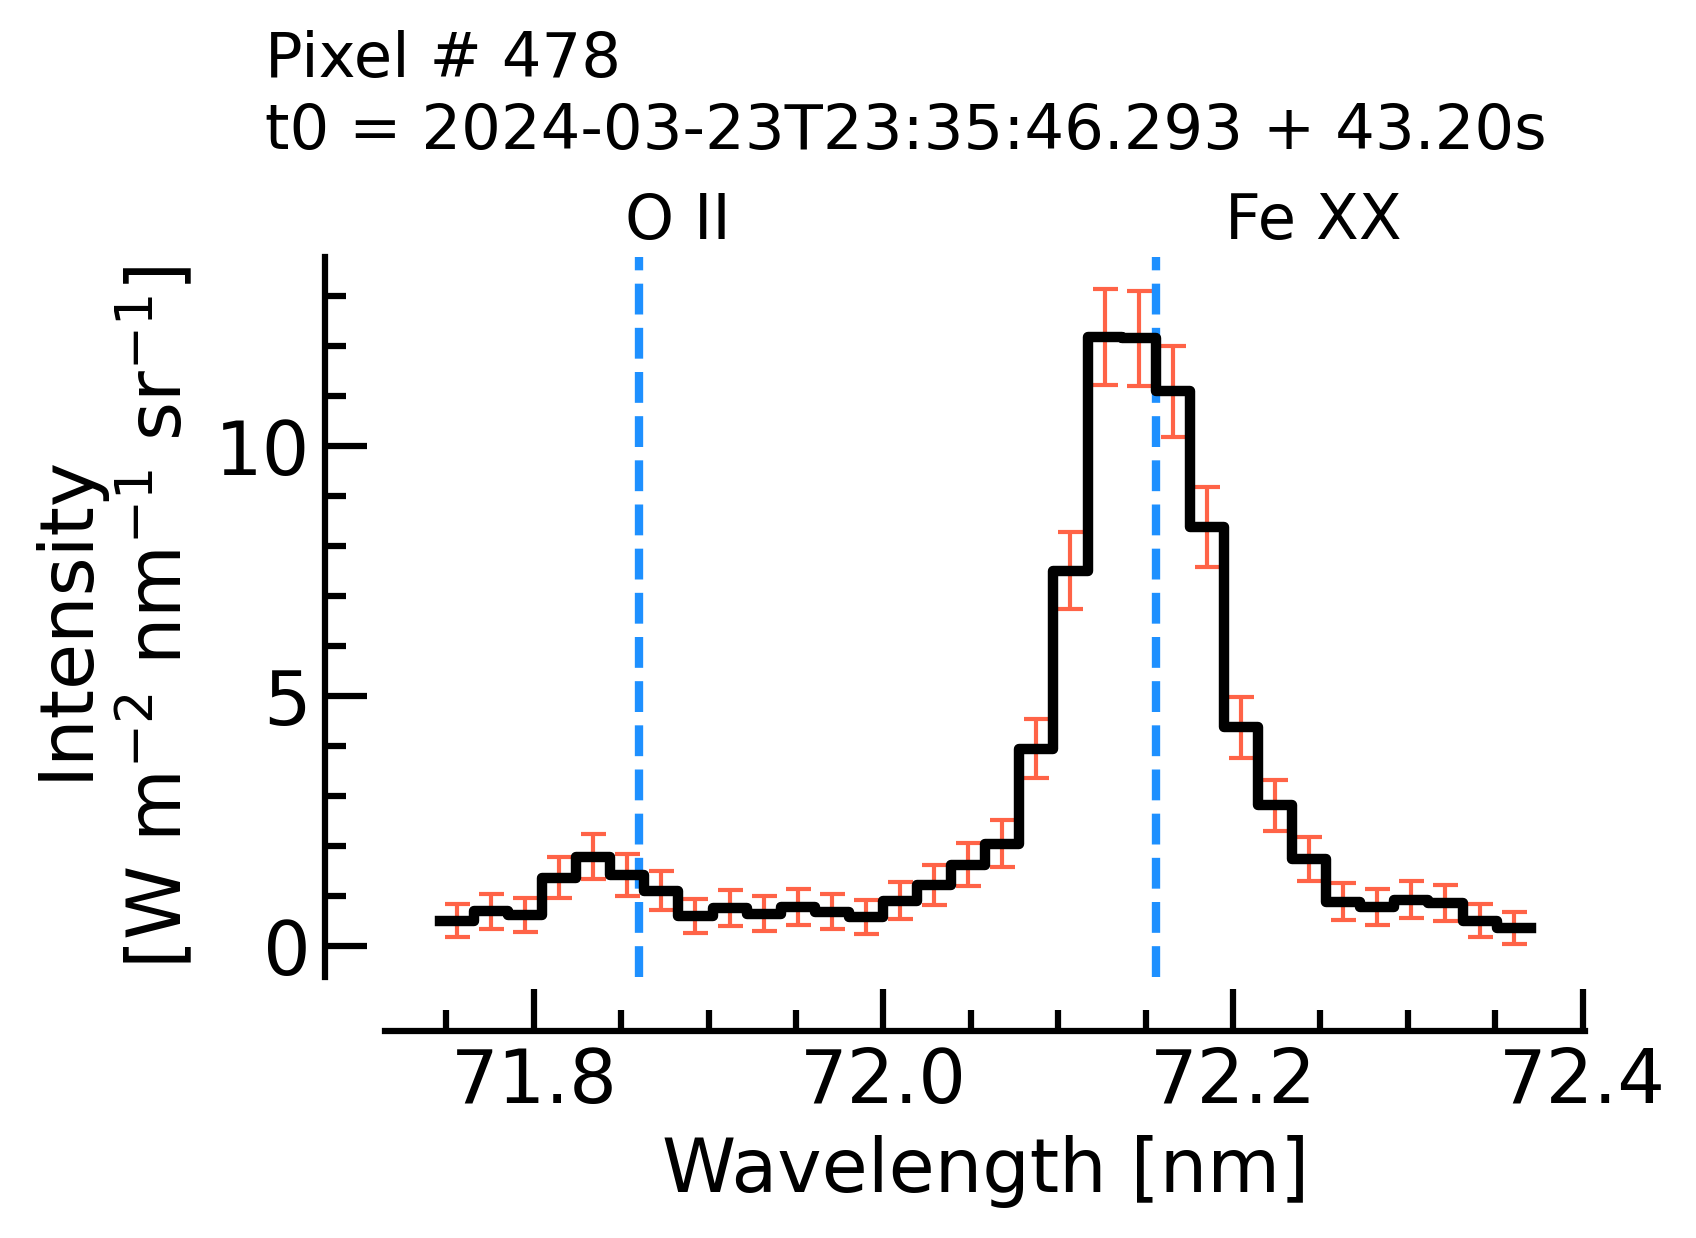 Pixel # 478
t0 = 2024-03-23T23:35:46.293 + 43.20s
O II Fe XX
Intensity
[W m⁻² nm⁻¹ sr⁻¹]
10
5
0
71.8 72.0 72.2 72.4
Wavelength [nm]